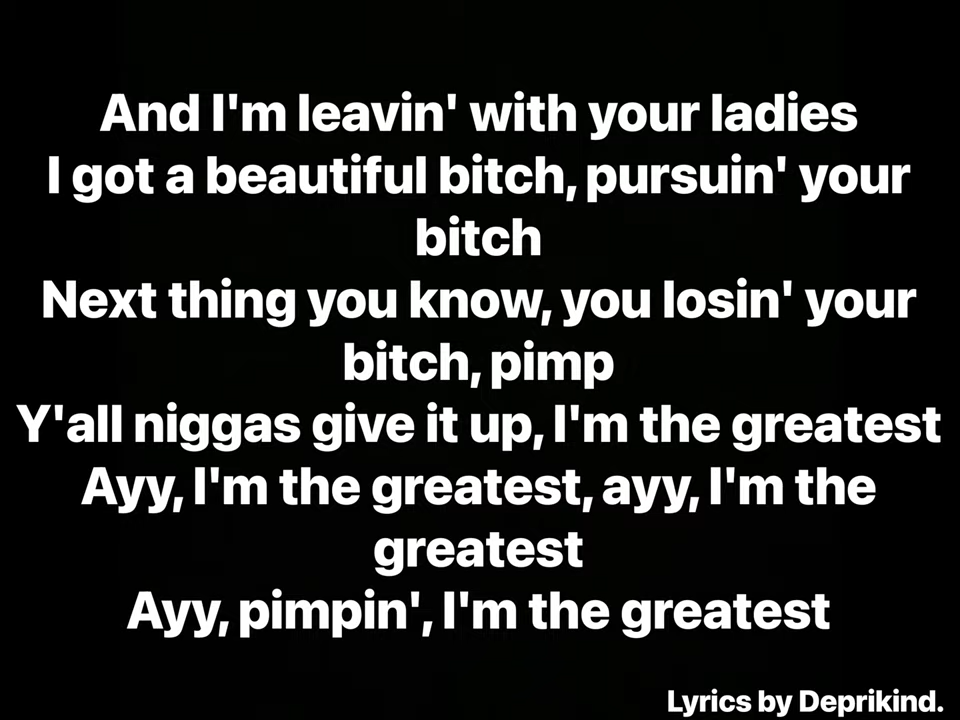 And I'm leavin' with your ladies
I got a beautiful bitch, pursuin' your
bitch
Next thing you know, you losin' your
bitch, pimp
Y'all niggas give it up, I'm the greatest
Ayy, I'm the greatest, ayy, I'm the
greatest
Ayy, pimpin', I'm the greatest
Lyrics by Deprikind.